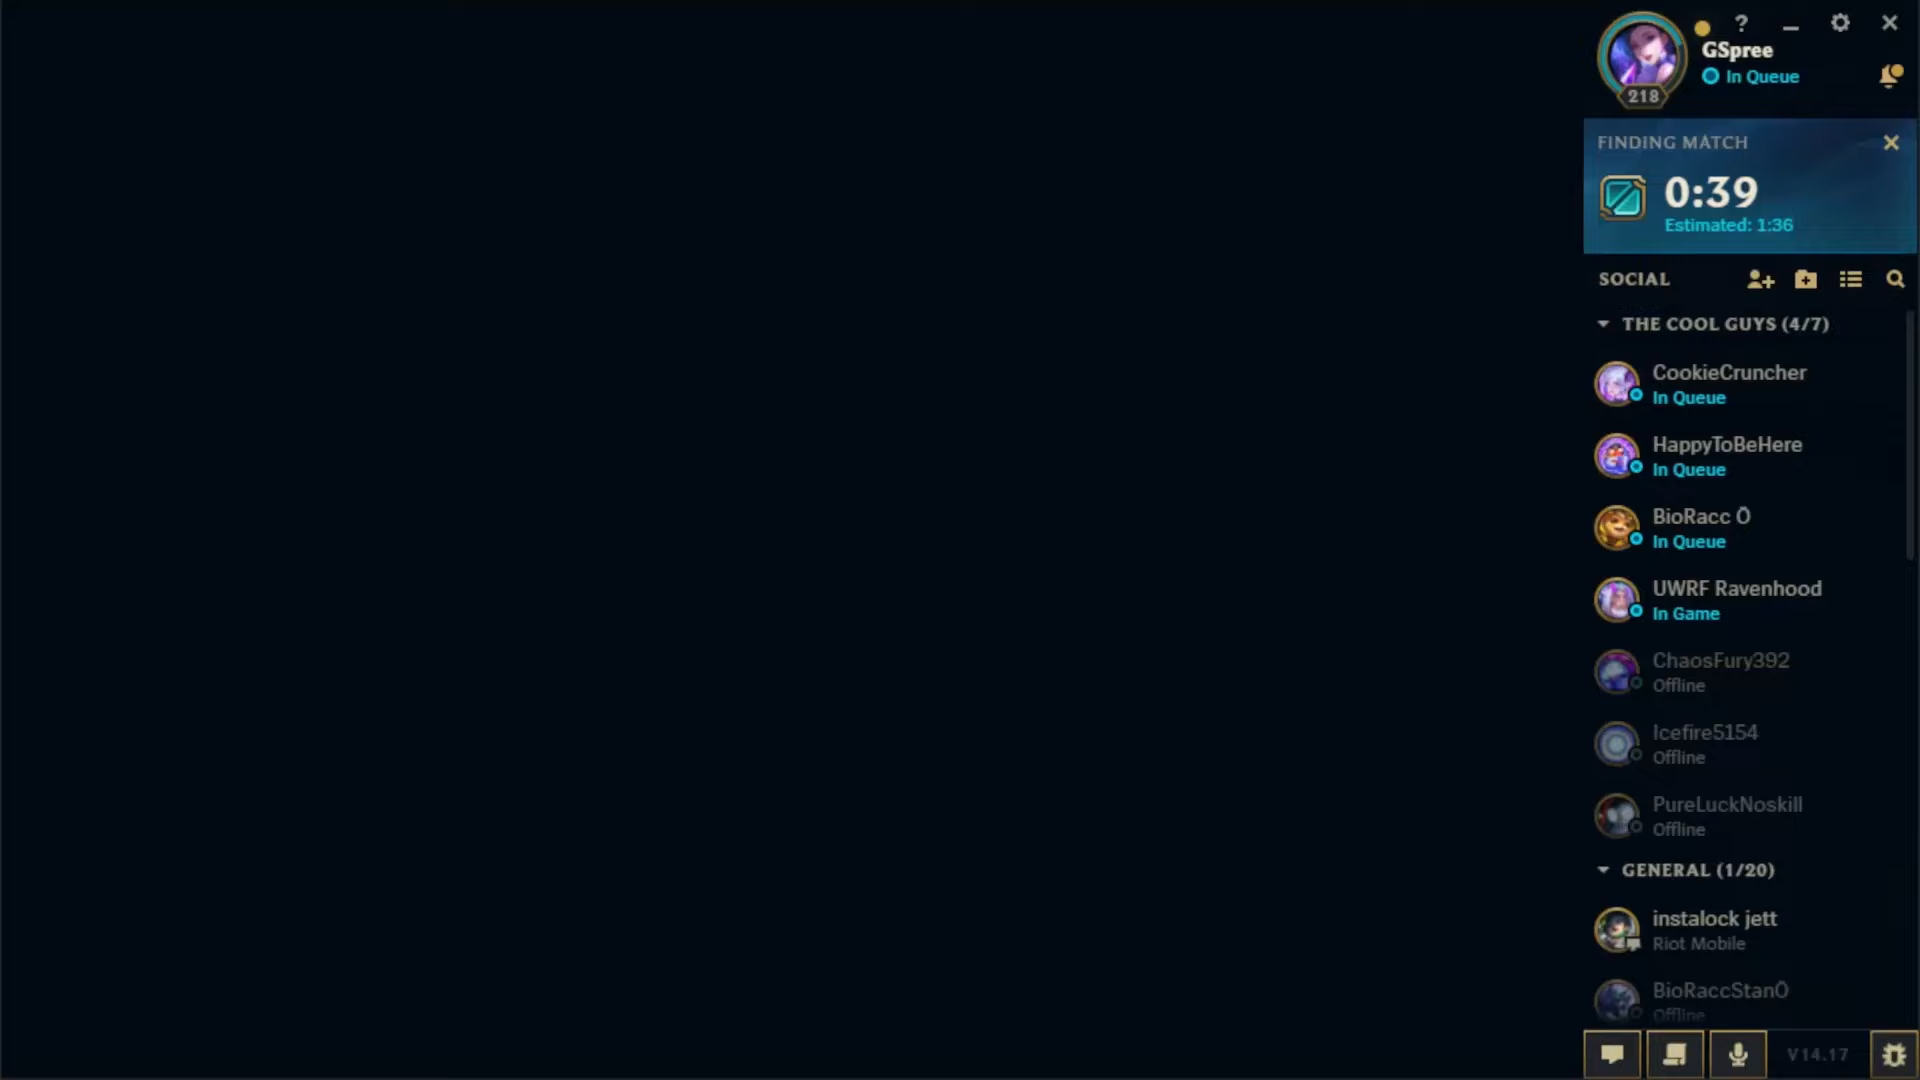 ?
GSpree
In Queue
218
FINDING MATCH
0:39
Estimated: 1:36
SOCIAL
THE COOL GUYS (4/7)
CookieCruncher
In Queue
HappyToBeHere
In Queue
BioRacc Ö
In Queue
UWRF Ravenhood
In Game
ChaosFury392
Offline
Icefire5154
Offline
PureLuckNoskill
Offline
GENERAL (1/20)
instalock jett
Riot Mobile
BioRaccStanÖ
Offline
V14.17